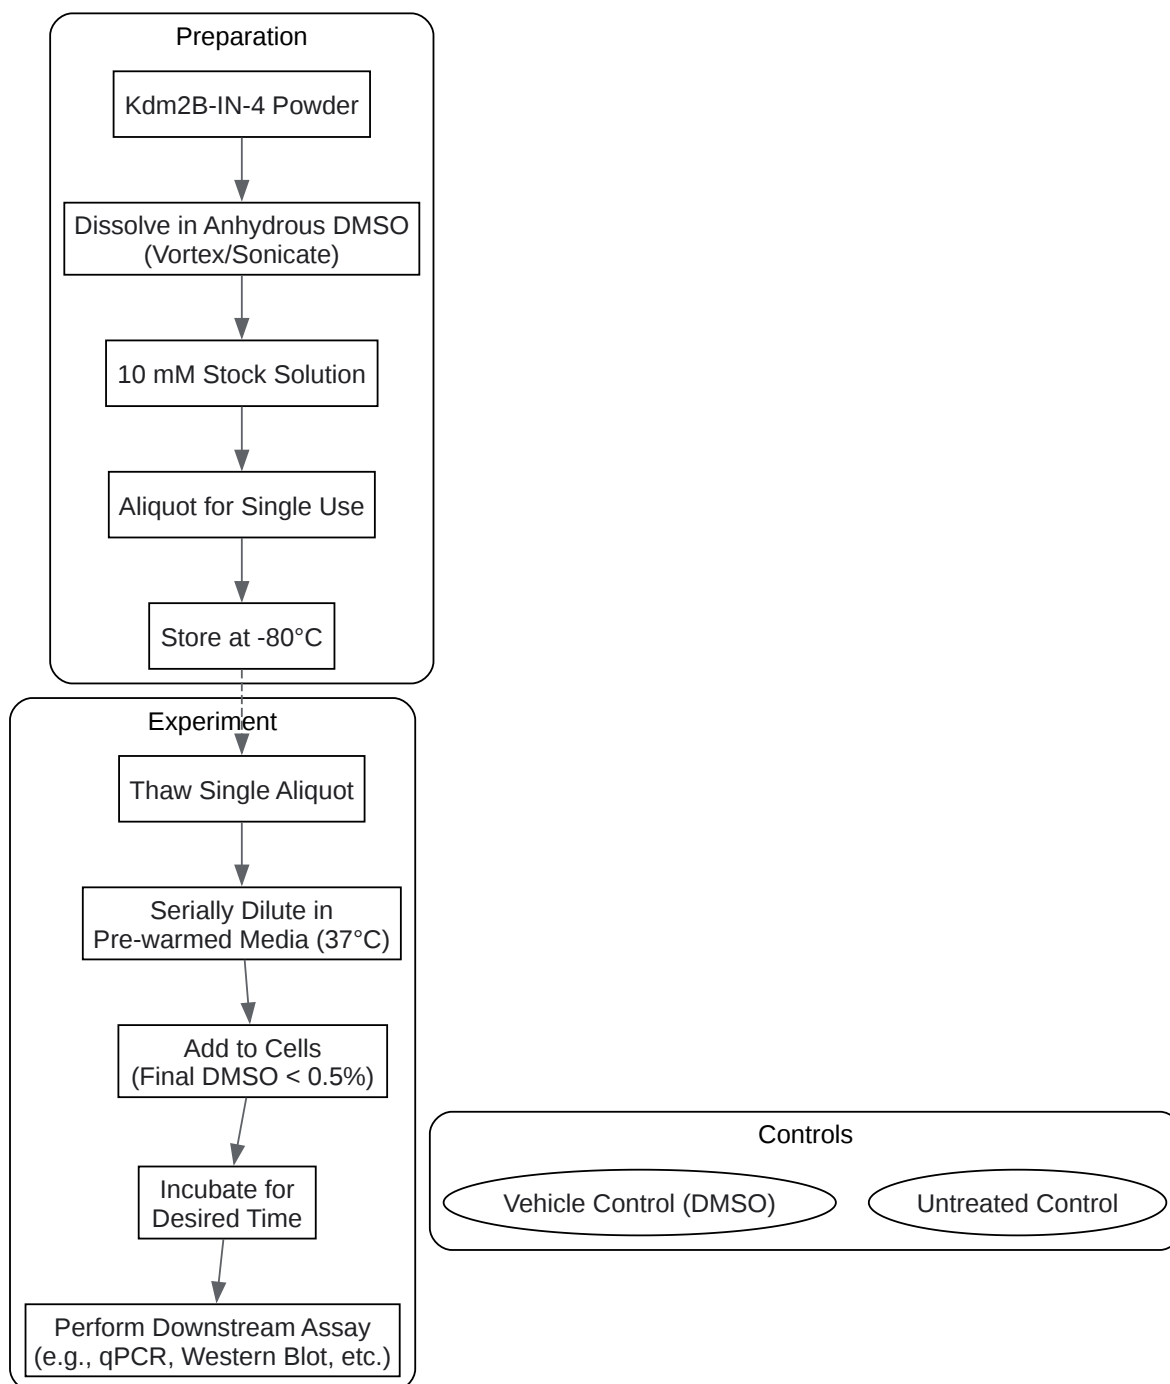 Preparation
Kdm2B-IN-4 Powder
Dissolve in Anhydrous DMSO
(Vortex/Sonicate)
10 mM Stock Solution
Aliquot for Single Use
Store at -80°C
Experiment
Thaw Single Aliquot
Serially Dilute in
Pre-warmed Media (37°C)
Add to Cells
(Final DMSO < 0.5%)
Incubate for
Desired Time
Perform Downstream Assay
(e.g., qPCR, Western Blot, etc.)
Controls
Vehicle Control (DMSO)
Untreated Control